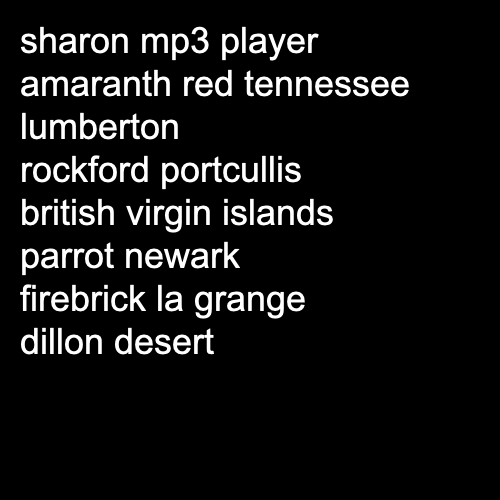 sharon mp3 player
amaranth red tennessee
lumberton
rockford portcullis
british virgin islands
parrot newark
firebrick la grange
dillon desert